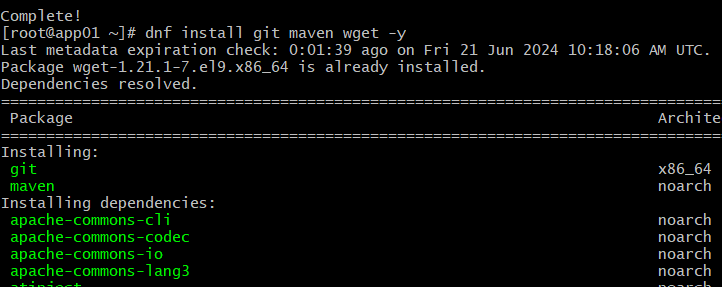 Complete!
[root@app01 ~]# dnf install git maven wget -y
Last metadata expiration check: 0:01:39 ago on Fri 21 Jun 2024 10:18:06 AM UTC.
Package wget-1.21.1-7.el9.x86_64 is already installed.
Dependencies resolved.
================================================================================
 Package Archite
================================================================================
Installing:
 git x86_64
 maven noarch
Installing dependencies:
 apache-commons-cli noarch
 apache-commons-codec noarch
 apache-commons-io noarch
 apache-commons-lang3 noarch
 atinject noarch